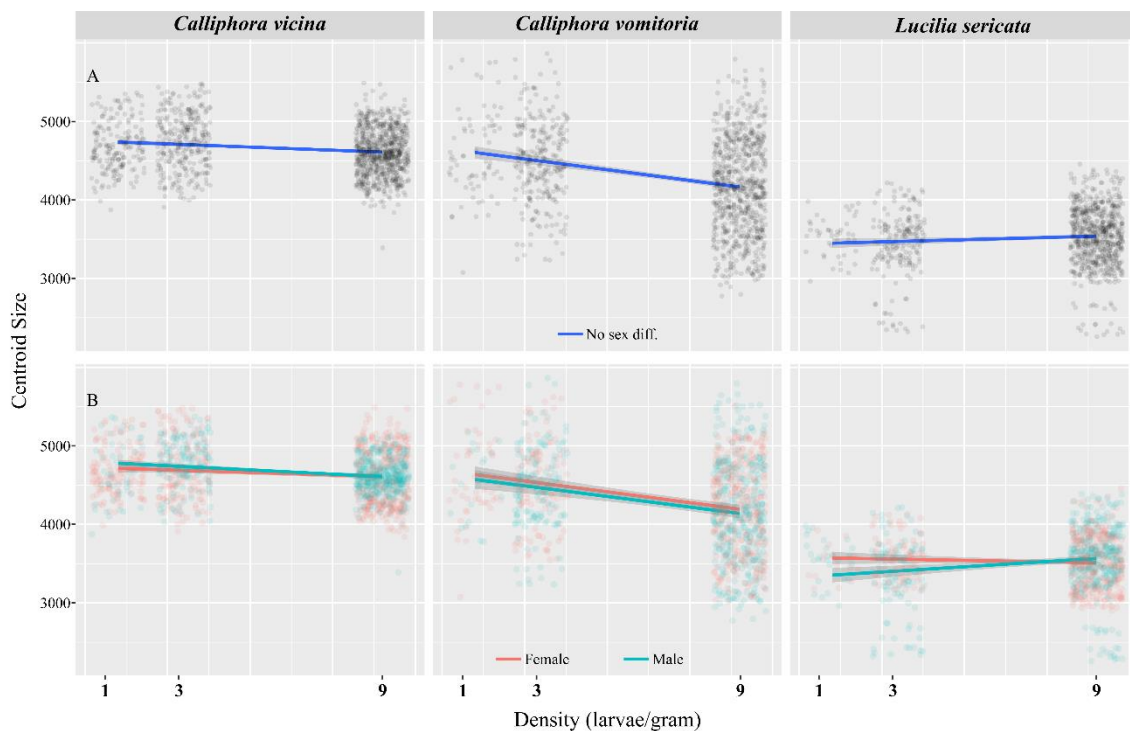 Calliphora vicina
Calliphora vomitoria
Lucilia sericata
A
5000
4000
3000
No sex diff.
Centroid Size
B
5000
4000
3000
Female
Male
1
3
9
1
3
9
1
3
9
Density (larvae/gram)